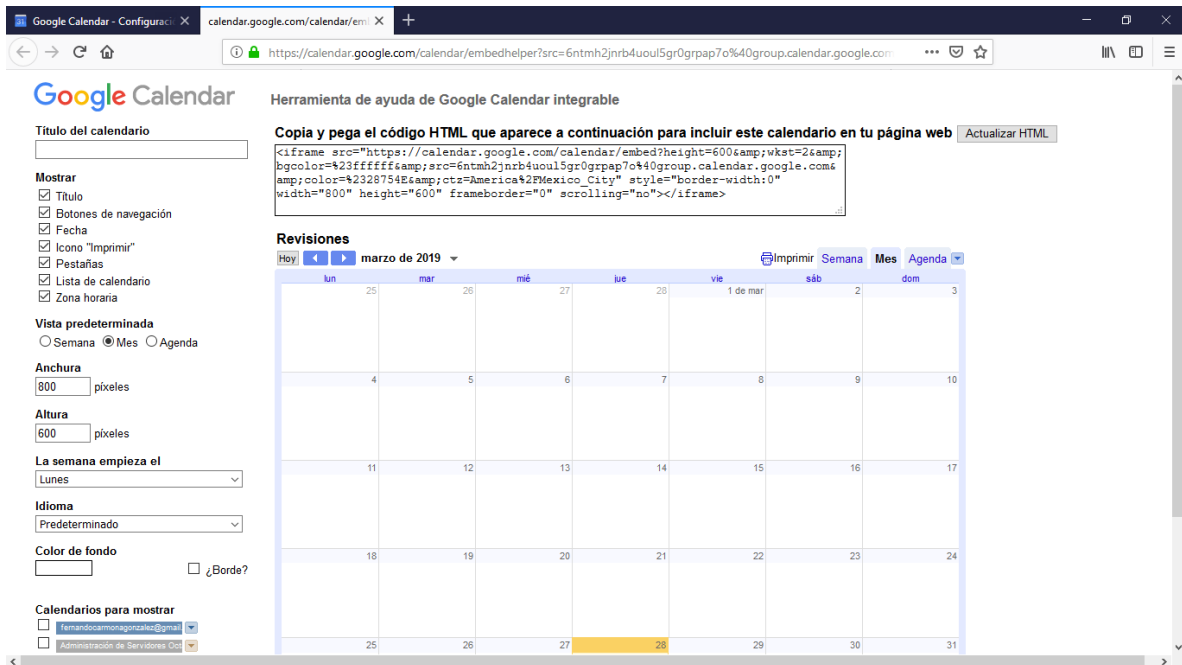 Google Calendar - Configuraci
calendar.google.com/calendar/em
https://calendar.google.com/calendar/embedhelper?src=6ntmh2jnrb4uoul5gr0grpap7o%40group.calendar.google.com
Google Calendar
Herramienta de ayuda de Google Calendar integrable
Título del calendario
Mostrar
Título
Botones de navegación
Fecha
Icono "Imprimir"
Pestañas
Lista de calendario
Zona horaria
Vista predeterminada
Semana Mes Agenda
Anchura
800 píxeles
Altura
600 píxeles
La semana empieza el
Lunes
Idioma
Predeterminado
Color de fondo
¿Borde?
Calendarios para mostrar
fernandocarmonagonzalez@gmail
Administración de Servidores Oct
Copia y pega el código HTML que aparece a continuación para incluir este calendario en tu página web Actualizar HTML
<iframe src="https://calendar.google.com/calendar/embed?height=600&amp;wkst=2&amp;
bgcolor=%23ffffff&amp;src=6ntmh2jnrb4uoul5gr0grpap7o%40group.calendar.google.com&
amp;color=%2328754E&amp;ctz=America%2FMexico_City" style="border-width:0"
width="800" height="600" frameborder="0" scrolling="no"></iframe>
Revisiones
Hoy marzo de 2019 Imprimir Semana Mes Agenda
lun mar mié jue vie sáb dom
25 26 27 28 1 de mar 2 3
4 5 6 7 8 9 10
11 12 13 14 15 16 17
18 19 20 21 22 23 24
25 26 27 28 29 30 31